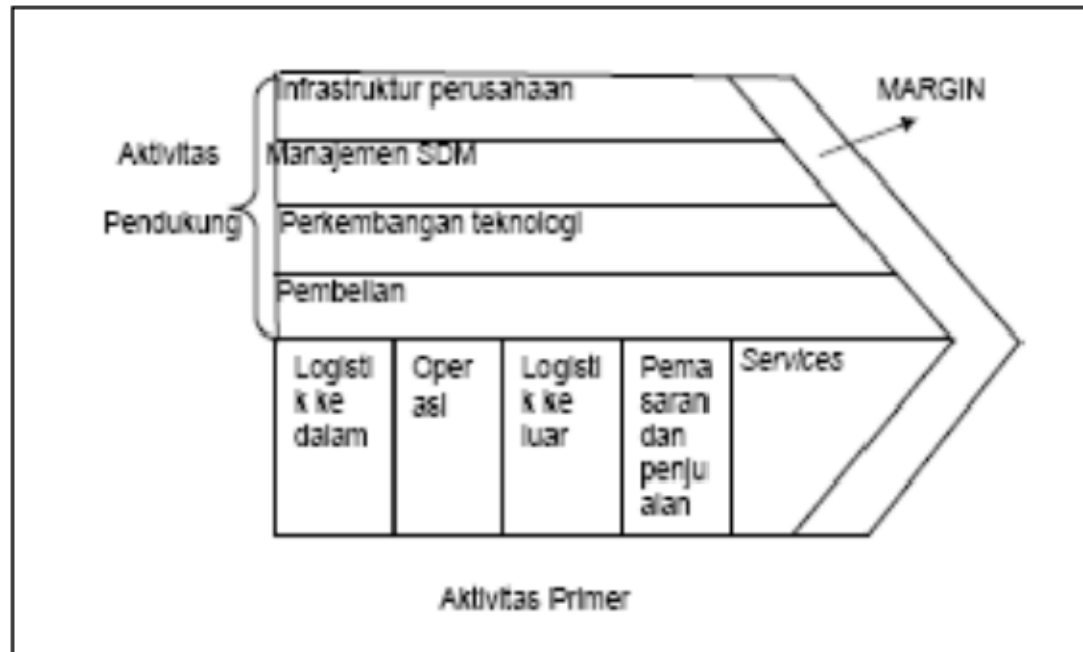 Infrastruktur perusahaan
MARGIN
Aktivitas
Manajemen SDM
Pendukung
Perkembangan teknologi
Pembelian
Logisti
k ke
dalam
Oper
asi
Logisti
k ke
luar
Pema
saran
dan
penju
alan
Services
Aktivitas Primer